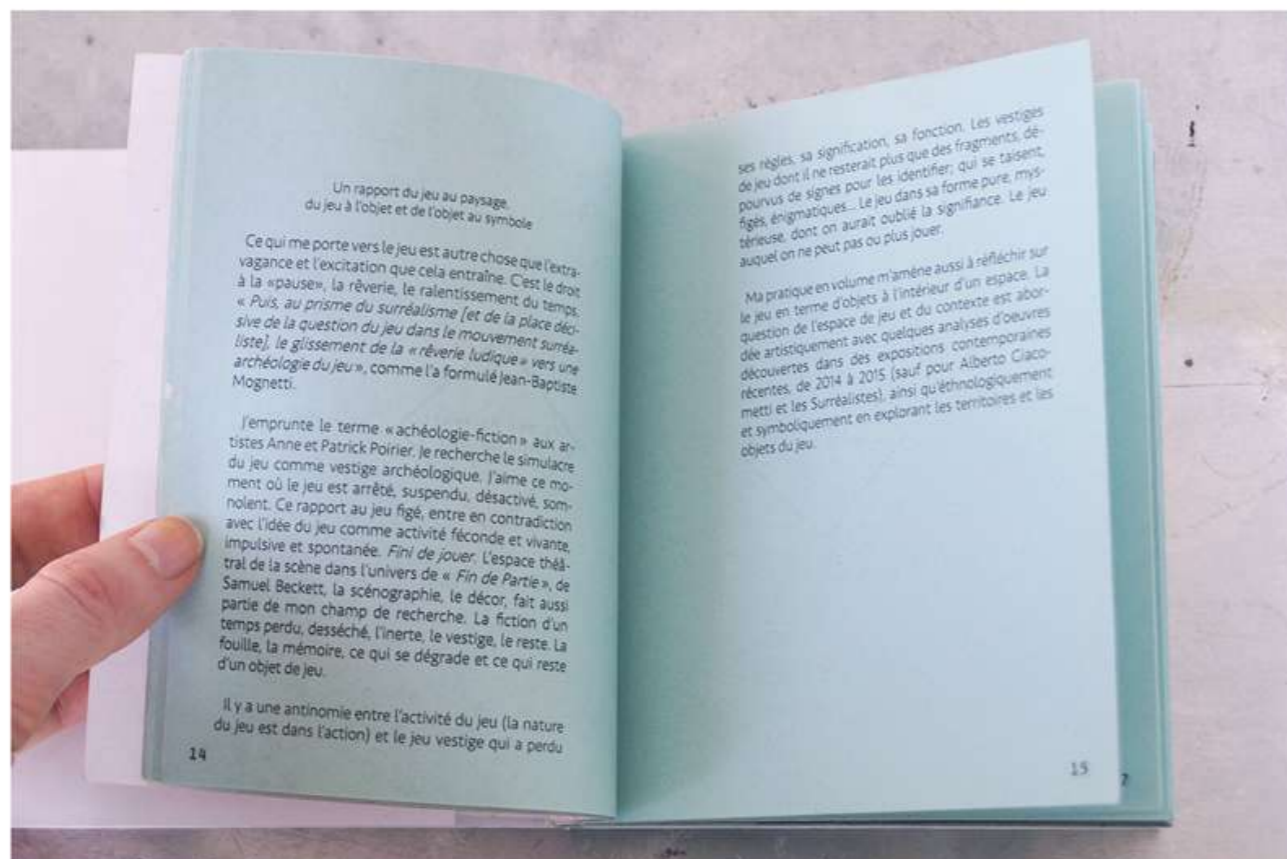 Un rapport du jeu au paysage,
du jeu à l'objet et de l'objet au symbole
Ce qui me porte vers le jeu est autre chose que l'extra-
vagance et l'excitation que cela entraîne. C'est le droit
à la «pause», la rêverie, le ralentissement du temps.
« Puis, au prisme du surréalisme [et de la place déci-
sive de la question du jeu dans le mouvement surréa-
liste], le glissement de la « rêverie ludique » vers une
archéologie du jeu », comme l'a formulé Jean-Baptiste
Mognetti.
J'emprunte le terme « achéologie-fiction » aux ar-
tistes Anne et Patrick Poirier. Je recherche le simulacre
du jeu comme vestige archéologique. J'aime ce mo-
ment où le jeu est arrêté, suspendu, désactivé, som-
nolent. Ce rapport au jeu figé, entre en contradiction
avec l'idée du jeu comme activité féconde et vivante,
impulsive et spontanée. Fini de jouer. L'espace théâ-
tral de la scène dans l'univers de « Fin de Partie », de
Samuel Beckett, la scénographie, le décor, fait aussi
partie de mon champ de recherche. La fiction d'un
temps perdu, desséché, l'inerte, le vestige, le reste. La
fouille, la mémoire, ce qui se dégrade et ce qui reste
d'un objet de jeu.
Il y a une antinomie entre l'activité du jeu (la nature
du jeu est dans l'action) et le jeu vestige qui a perdu
14
ses règles, sa signification, sa fonction. Les vestiges
de jeu dont il ne resterait plus que des fragments, dé-
pourvus de signes pour les identifier; qui se taisent,
figés, énigmatiques... Le jeu dans sa forme pure, mys-
térieuse, dont on aurait oublié la signifiance. Le jeu
auquel on ne peut pas ou plus jouer.
Ma pratique en volume m'amène aussi à réfléchir sur
le jeu en terme d'objets à l'intérieur d'un espace. La
question de l'espace de jeu et du contexte est abor-
dée artistiquement avec quelques analyses d'oeuvres
découvertes dans des expositions contemporaines
récentes, de 2014 à 2015 (sauf pour Alberto Giaco-
metti et les Surréalistes), ainsi qu'éthnologiquement
et symboliquement en explorant les territoires et les
objets du jeu.
15
7